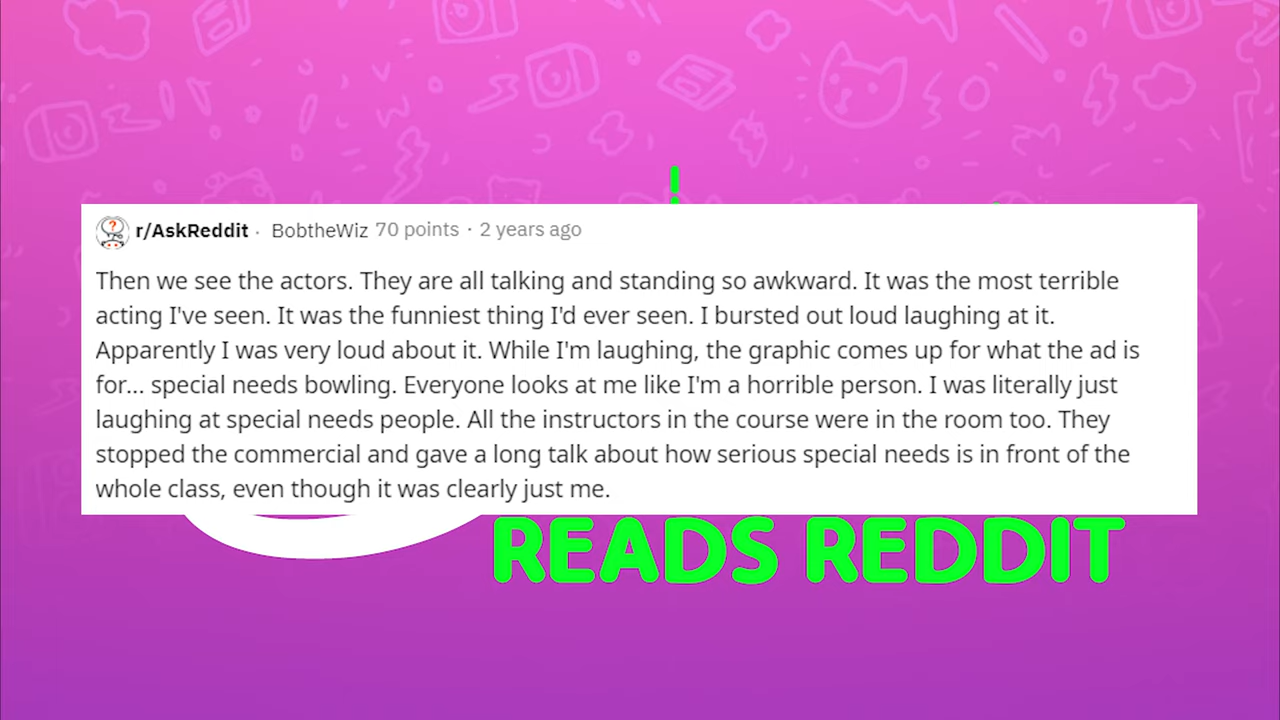 r/AskReddit · BobtheWiz 70 points · 2 years ago
Then we see the actors. They are all talking and standing so awkward. It was the most terrible
acting I've seen. It was the funniest thing I'd ever seen. I bursted out loud laughing at it.
Apparently I was very loud about it. While I'm laughing, the graphic comes up for what the ad is
for... special needs bowling. Everyone looks at me like I'm a horrible person. I was literally just
laughing at special needs people. All the instructors in the course were in the room too. They
stopped the commercial and gave a long talk about how serious special needs is in front of the
whole class, even though it was clearly just me.
READS REDDIT